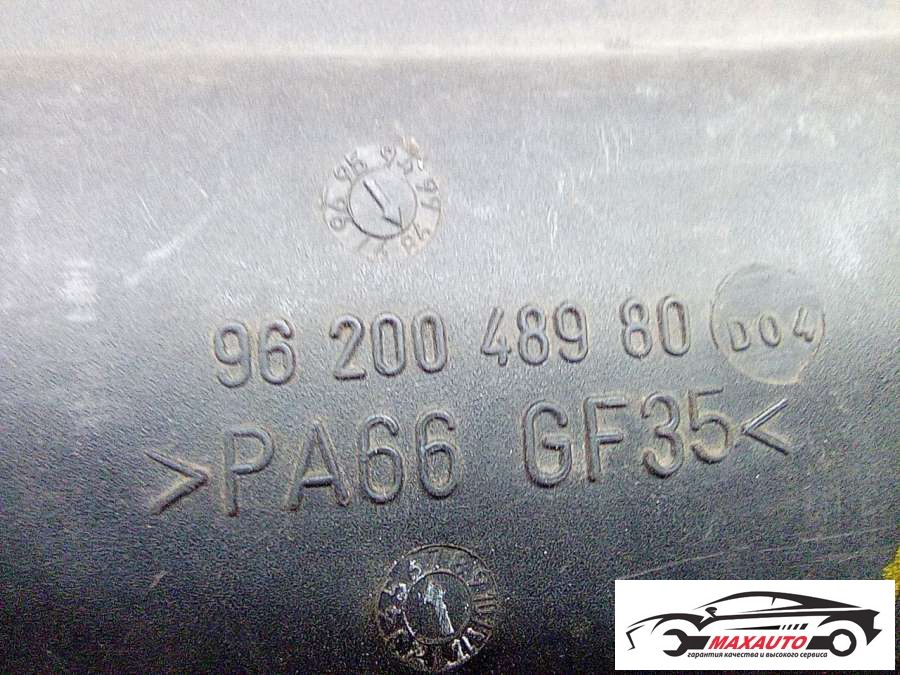 96 200 489 80 D04
>PA66 GF35<
MAXAUTO
гарантия качества и высокого сервиса